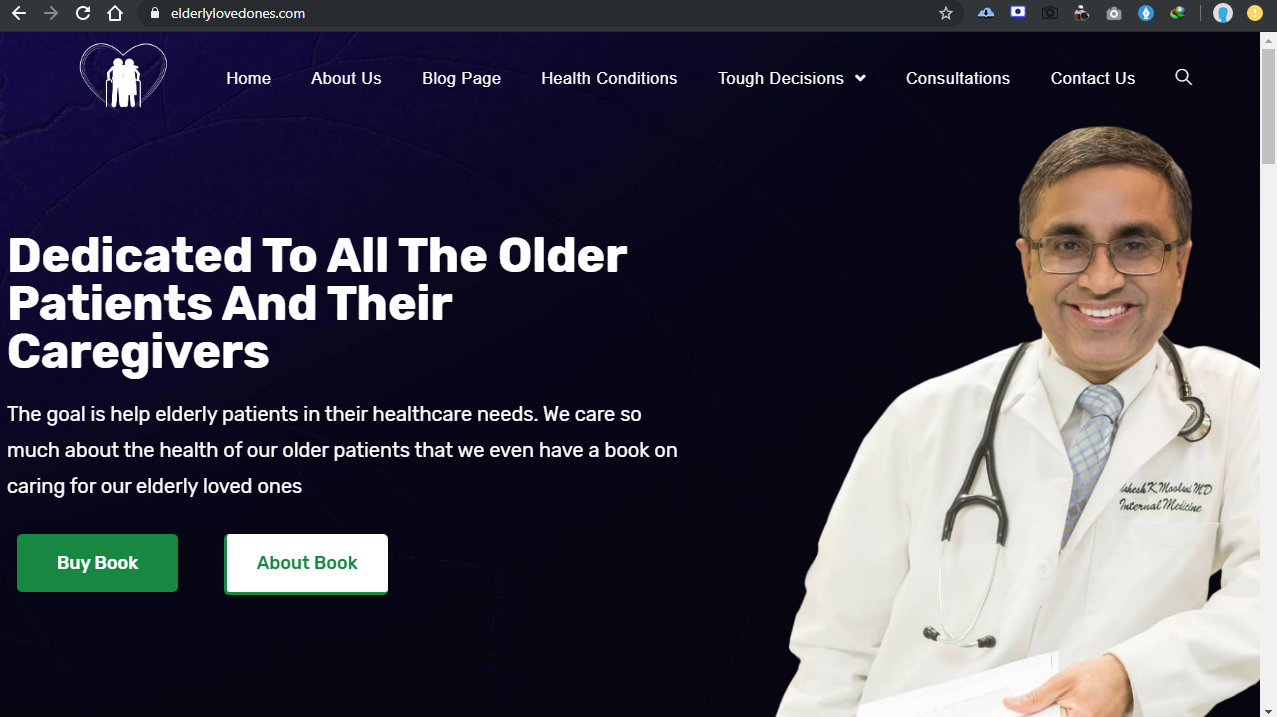 elderlylovedones.com
Home About Us Blog Page Health Conditions Tough Decisions Consultations Contact Us
Dedicated To All The Older
Patients And Their
Caregivers
The goal is help elderly patients in their healthcare needs. We care so
much about the health of our older patients that we even have a book on
caring for our elderly loved ones
Buy Book About Book
K. Moolani MD
Internal Medicine